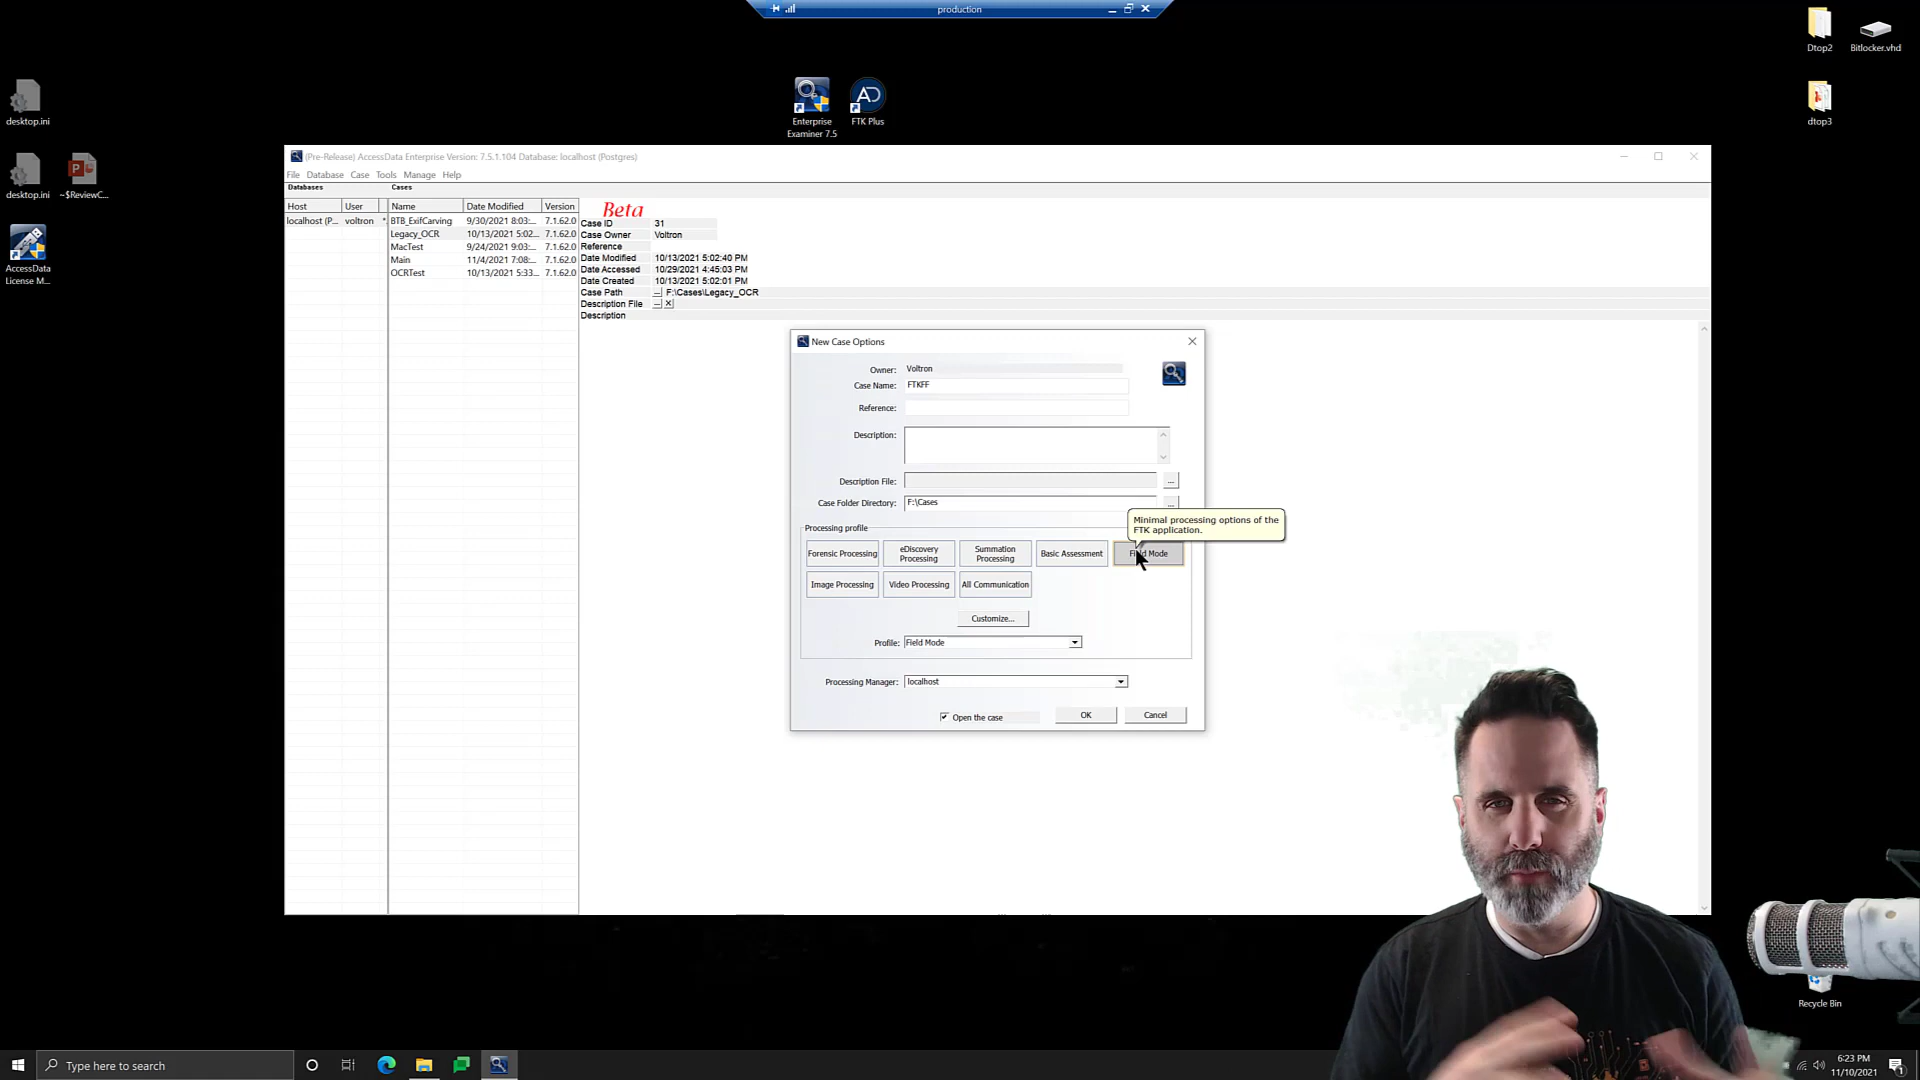 production
Dtop2
Bitlocker.vhd
desktop.ini
Enterprise
Examiner 7.5
FTK Plus
dtop3
desktop.ini
~$ReviewC...
AccessData
License M...
(Pre-Release) AccessData Enterprise Version: 7.5.1.104 Database: localhost (Postgres)
File Database Case Tools Manage Help
Databases Cases
Host User Name Date Modified Version
localhost (P... voltron *. BTB_ExifCarving 9/30/2021 8:03:... 7.1.62.0
Legacy_OCR 10/13/2021 5:02... 7.1.62.0
MacTest 9/24/2021 9:03:... 7.1.62.0
Main 11/4/2021 7:08:... 7.1.62.0
OCRTest 10/13/2021 5:33... 7.1.62.0
Beta
Case ID 31
Case Owner Voltron
Reference
Date Modified 10/13/2021 5:02:40 PM
Date Accessed 10/29/2021 4:45:03 PM
Date Created 10/13/2021 5:02:01 PM
Case Path ... F:\Cases\Legacy_OCR
Description File ... X
Description
New Case Options
Owner: Voltron
Case Name: FTKFF
Reference:
Description:
Description File: ...
Case Folder Directory: F:\Cases ...
Minimal processing options of the
FTK application.
Processing profile
Forensic Processing
eDiscovery
Processing
Summation
Processing
Basic Assessment
Mode
Image Processing
Video Processing
All Communication
Customize...
Profile: Field Mode
Processing Manager: localhost
Open the case OK Cancel
Recycle Bin
Type here to search
6:23 PM
11/10/2021